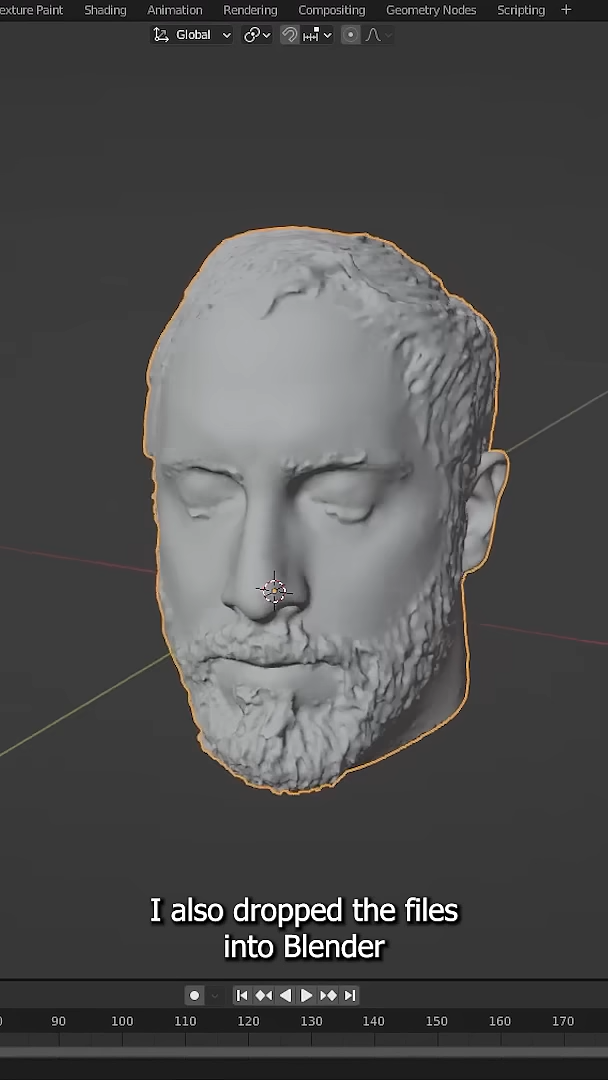 exture Paint Shading Animation Rendering Compositing Geometry Nodes Scripting +
Global
I also dropped the files
into Blender
0 90 100 110 120 130 140 150 160 170